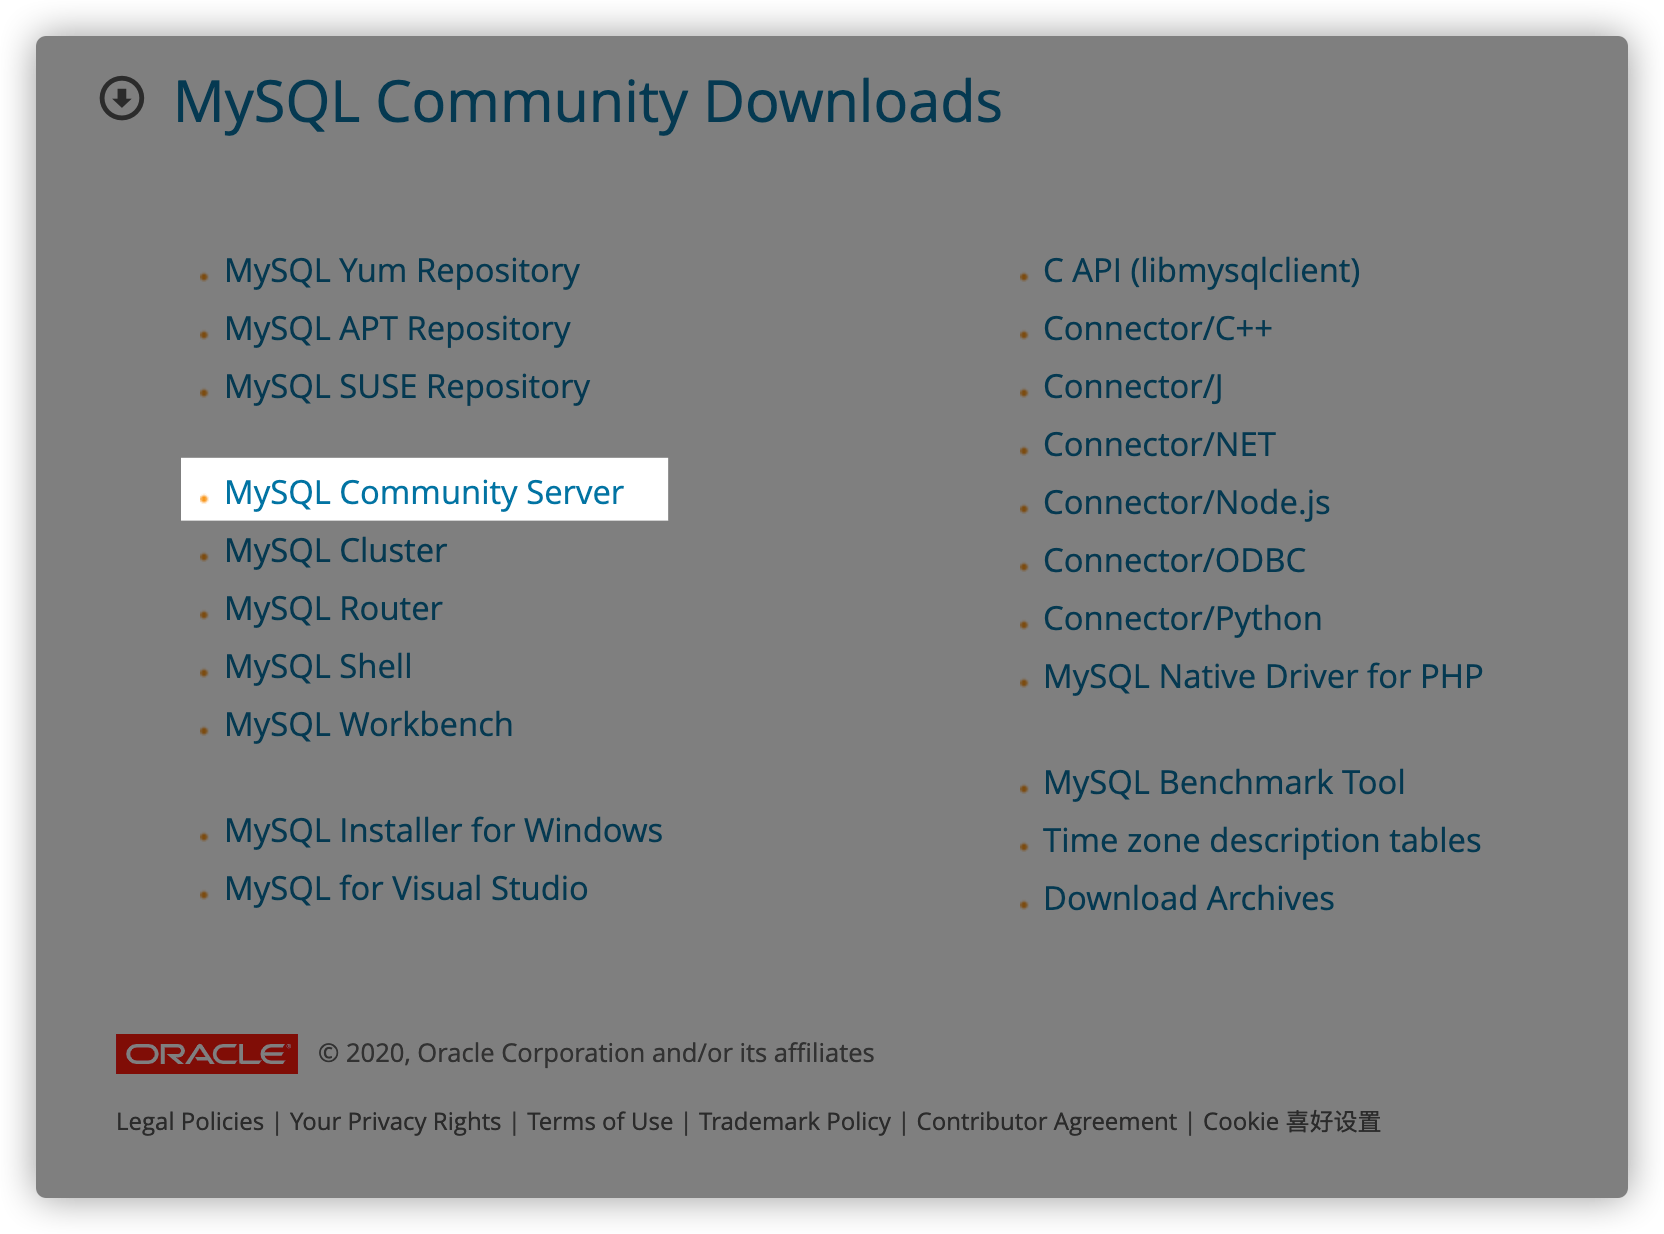 MySQL Community Downloads
MySQL Yum Repository
MySQL APT Repository
MySQL SUSE Repository
MySQL Community Server
MySQL Cluster
MySQL Router
MySQL Shell
MySQL Workbench
MySQL Installer for Windows
MySQL for Visual Studio
C API (libmysqlclient)
Connector/C++
Connector/J
Connector/NET
Connector/Node.js
Connector/ODBC
Connector/Python
MySQL Native Driver for PHP
MySQL Benchmark Tool
Time zone description tables
Download Archives
ORACLE® © 2020, Oracle Corporation and/or its affiliates
Legal Policies | Your Privacy Rights | Terms of Use | Trademark Policy | Contributor Agreement | Cookie 喜好设置